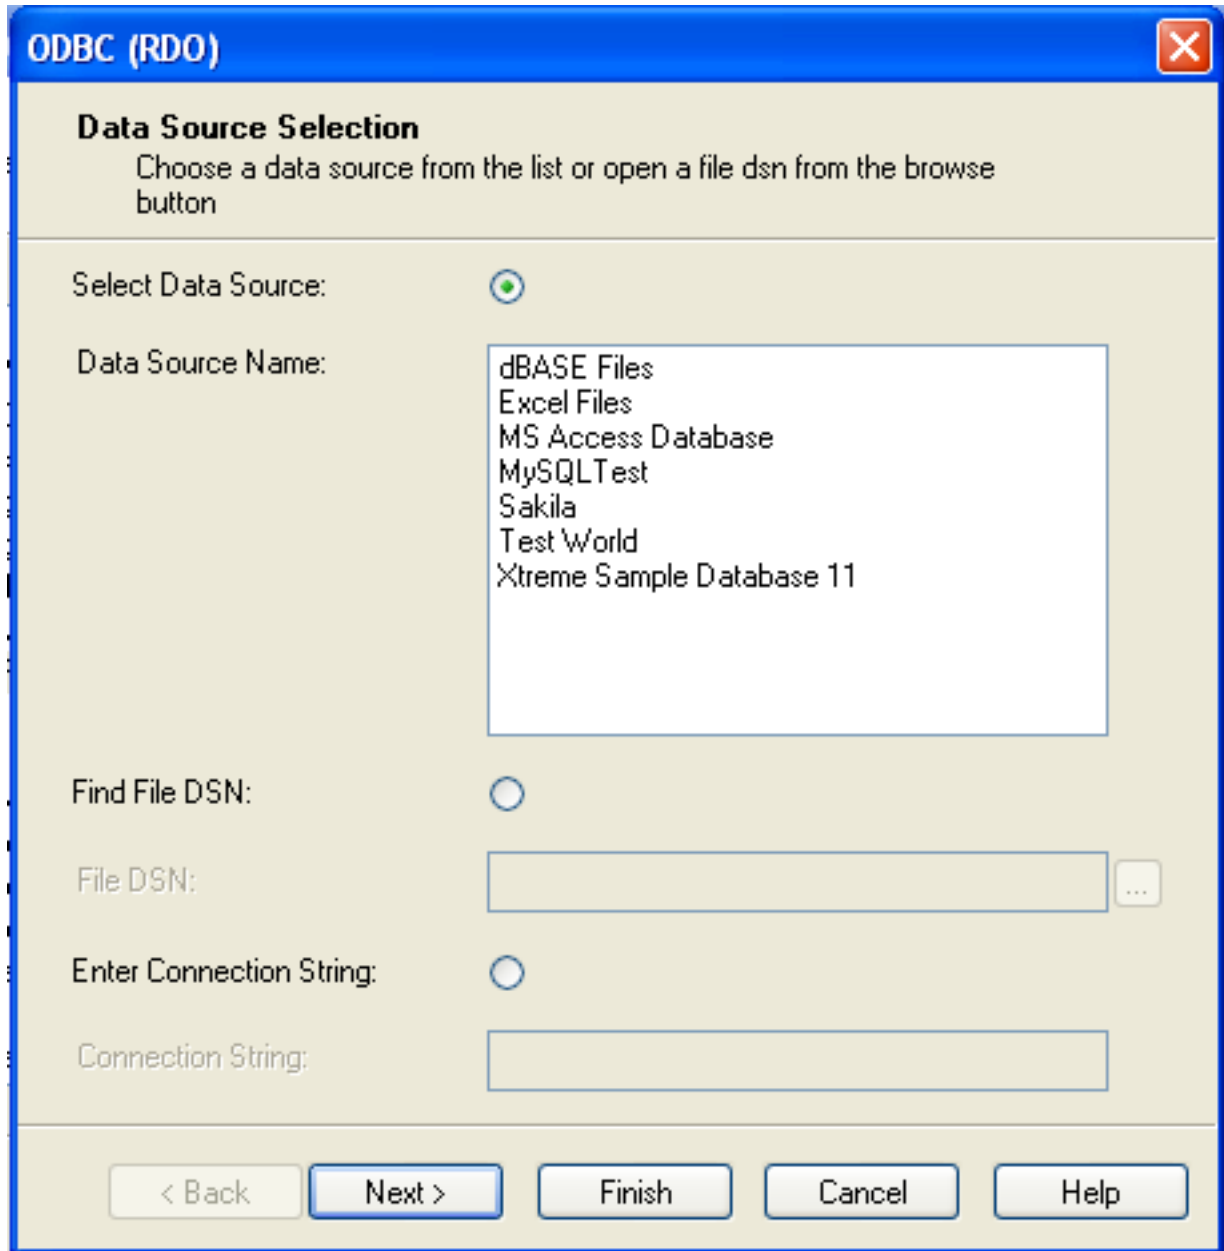 ODBC (RDO)
Data Source Selection
Choose a data source from the list or open a file dsn from the browse
button
Select Data Source:
Data Source Name:
dBASE Files
Excel Files
MS Access Database
MySQLTest
Sakila
Test World
Xtreme Sample Database 11
Find File DSN:
File DSN:
...
Enter Connection String:
Connection String:
< Back
Next >
Finish
Cancel
Help